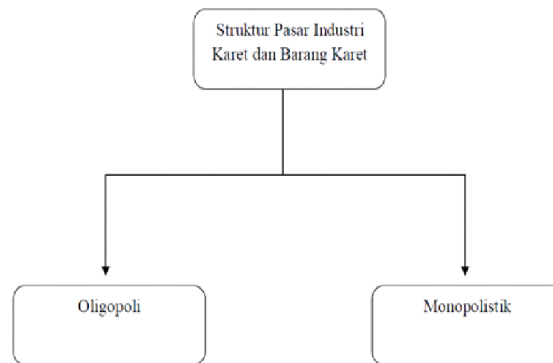 Struktur Pasar Industri
Karet dan Barang Karet
Oligopoli
Monopolistik